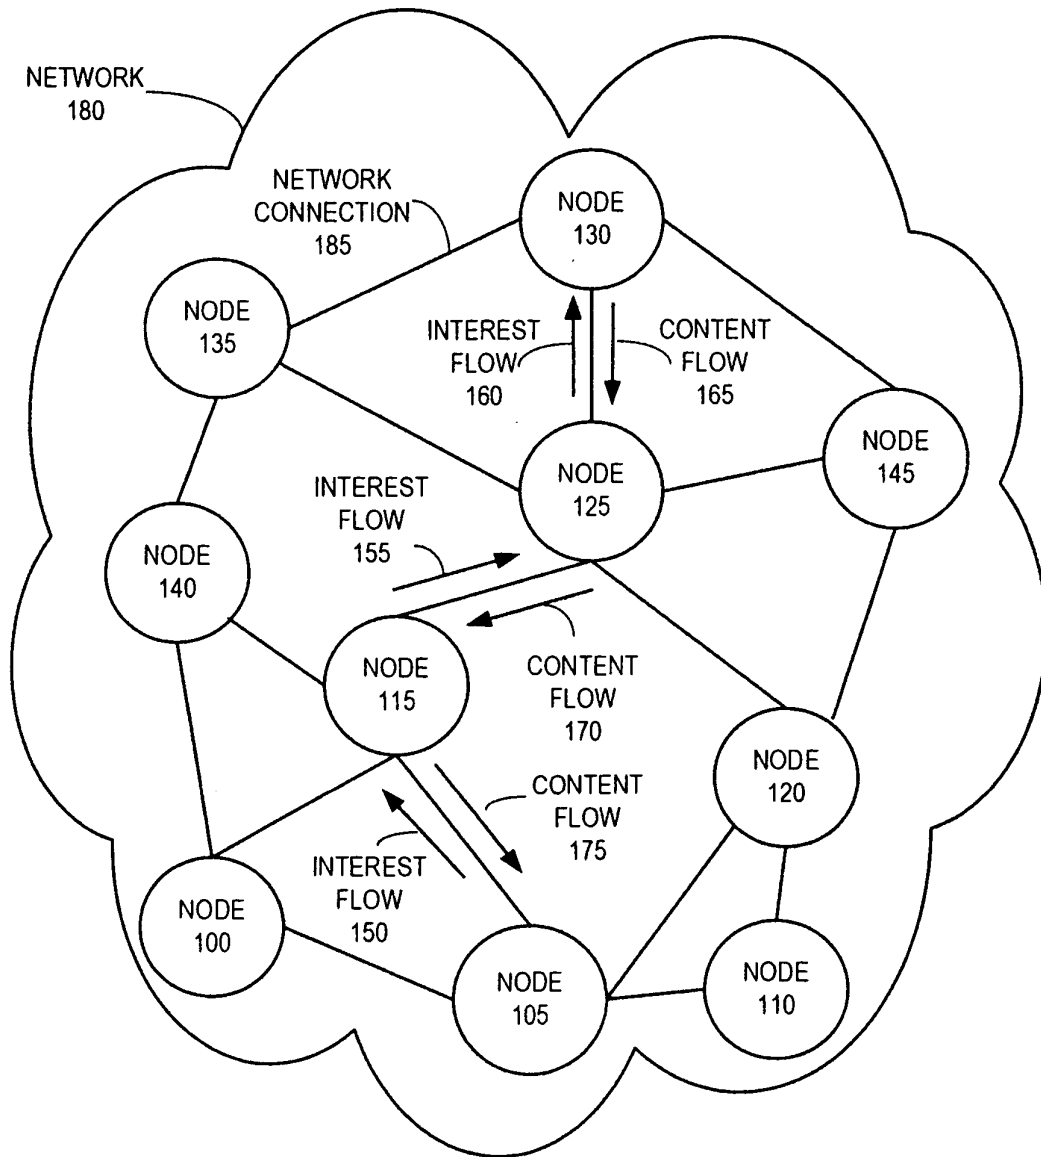 NETWORK
180
NETWORK
CONNECTION
185
NODE
130
NODE
135
INTEREST
FLOW
160
CONTENT
FLOW
165
NODE
145
NODE
125
INTEREST
FLOW
155
NODE
140
NODE
115
CONTENT
FLOW
170
NODE
120
CONTENT
FLOW
175
INTEREST
FLOW
150
NODE
100
NODE
105
NODE
110